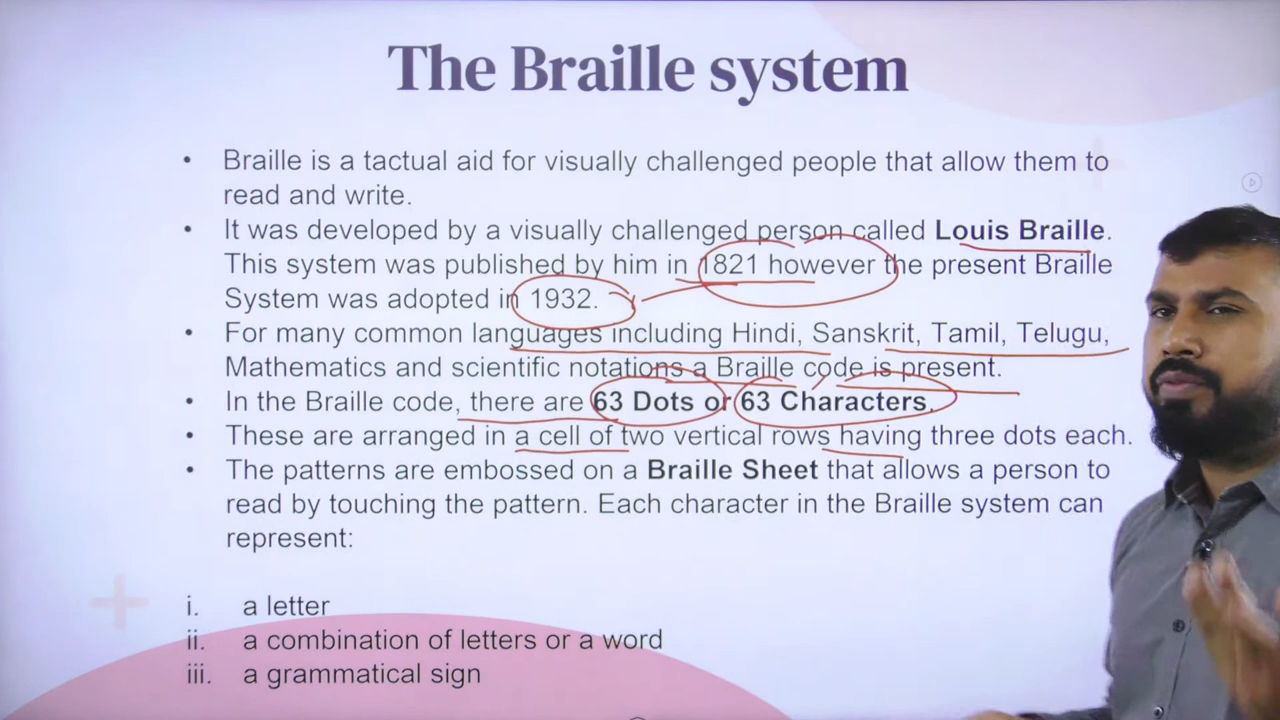 The Braille system
• Braille is a tactual aid for visually challenged people that allow them to
read and write.
• It was developed by a visually challenged person called Louis Braille.
This system was published by him in 1821 however the present Braille
System was adopted in 1932.
• For many common languages including Hindi, Sanskrit, Tamil, Telugu,
Mathematics and scientific notations a Braille code is present.
• In the Braille code, there are 63 Dots or 63 Characters.
• These are arranged in a cell of two vertical rows having three dots each.
• The patterns are embossed on a Braille Sheet that allows a person to
read by touching the pattern. Each character in the Braille system can
represent:
i. a letter
ii. a combination of letters or a word
iii. a grammatical sign